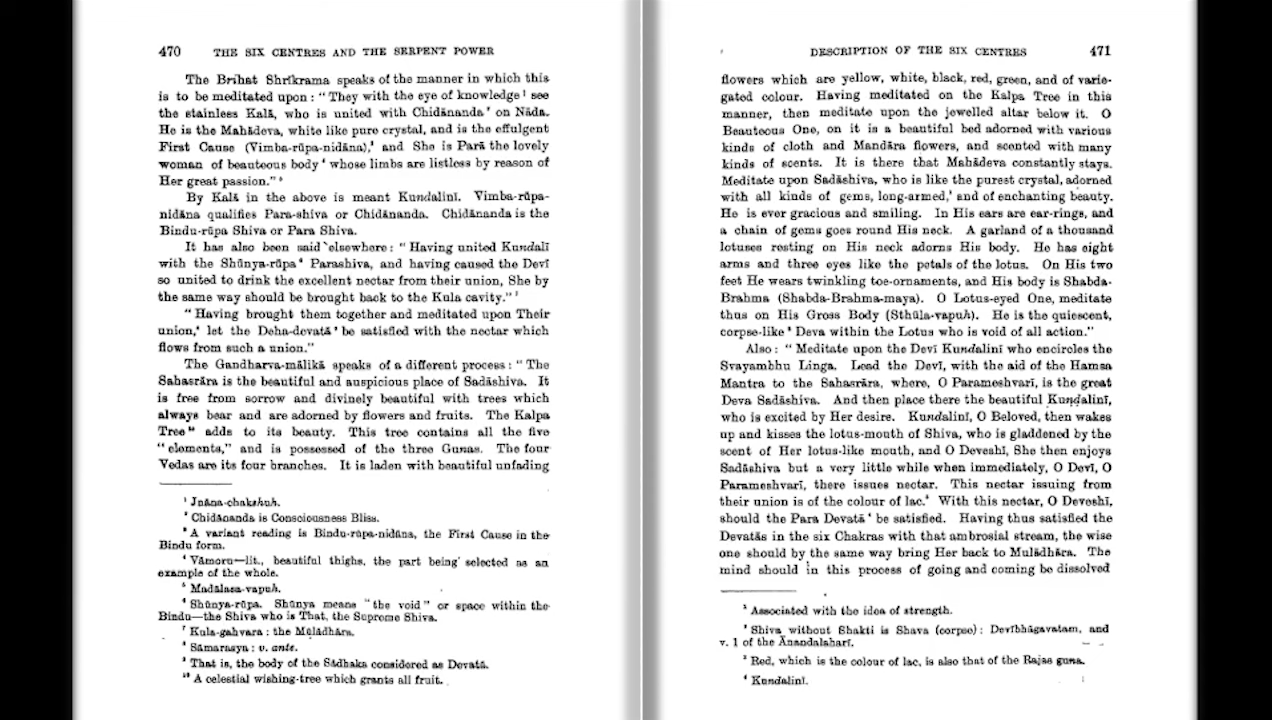 470 THE SIX CENTRES AND THE SERPENT POWER
The Brihat Shrīkrama speaks of the manner in which this
is to be meditated upon : “ They with the eye of knowledge ¹ see
the stainless Kalā, who is united with Chidānanda ² on Nāda.
He is the Mahādeva, white like pure crystal, and is the effulgent
First Cause (Vimba-rūpa-nidāna),³ and She is Parā the lovely
woman of beauteous body ⁴ whose limbs are listless by reason of
Her great passion.” ⁵
By Kalā in the above is meant Kundalinī. Vimba-rūpa-
nidāna qualifies Para-shiva or Chidānanda. Chidānanda is the
Bindu-rūpa Shiva or Para Shiva.
It has also been said elsewhere : “ Having united Kundalī
with the Shūnya-rūpa ⁶ Parashiva, and having caused the Devī
so united to drink the excellent nectar from their union, She by
the same way should be brought back to the Kula cavity.” ⁷
“ Having brought them together and meditated upon Their
union,⁸ let the Deha-devatā ⁹ be satisfied with the nectar which
flows from such a union.”
The Gandharva-mālikā speaks of a different process : “ The
Sahasrāra is the beautiful and auspicious place of Sadāshiva. It
is free from sorrow and divinely beautiful with trees which
always bear and are adorned by flowers and fruits. The Kalpa
Tree ¹⁰ adds to its beauty. This tree contains all the five
“ elements,” and is possessed of the three Gunas. The four
Vedas are its four branches. It is laden with beautiful unfading
¹ Jnāna-chakshuh.
² Chidānanda is Consciousness Bliss.
³ A variant reading is Bindu-rūpa-nidāna, the First Cause in the
Bindu form.
⁴ Vāmoru—lit., beautiful thighs, the part being selected as an
example of the whole.
⁵ Madālasa-vapuh.
⁶ Shūnya-rūpa. Shūnya means “the void” or space within the
Bindu—the Shiva who is That, the Supreme Shiva.
⁷ Kula-gahvara : the Mūlādhāra.
⁸ Sāmarasya : v. ante.
⁹ That is, the body of the Sādhaka considered as Devatā.
¹⁰ A celestial wishing-tree which grants all fruit.
DESCRIPTION OF THE SIX CENTRES 471
flowers which are yellow, white, black, red, green, and of varie-
gated colour. Having meditated on the Kalpa Tree in this
manner, then meditate upon the jewelled altar below it. O
Beauteous One, on it is a beautiful bed adorned with various
kinds of cloth and Mandāra flowers, and scented with many
kinds of scents. It is there that Mahādeva constantly stays.
Meditate upon Sadāshiva, who is like the purest crystal, adorned
with all kinds of gems, long-armed,¹ and of enchanting beauty.
He is ever gracious and smiling. In His ears are ear-rings, and
a chain of gems goes round His neck. A garland of a thousand
lotuses resting on His neck adorns His body. He has eight
arms and three eyes like the petals of the lotus. On His two
feet He wears twinkling toe-ornaments, and His body is Shabda-
Brahma (Shabda-Brahma-maya). O Lotus-eyed One, meditate
thus on His Gross Body (Sthūla-vapuh). He is the quiescent,
corpse-like ² Deva within the Lotus who is void of all action.”
Also : “ Meditate upon the Devī Kundalinī who encircles the
Svayambhu Linga. Lead the Devī, with the aid of the Hamsa
Mantra to the Sahasrāra, where, O Parameshvarī, is the great
Deva Sadāshiva. And then place there the beautiful Kundalinī,
who is excited by Her desire. Kundalinī, O Beloved, then wakes
up and kisses the lotus-mouth of Shiva, who is gladdened by the
scent of Her lotus-like mouth, and O Deveshī, She then enjoys
Sadāshiva but a very little while when immediately, O Devī, O
Parameshvarī, there issues nectar. This nectar issuing from
their union is of the colour of lac.³ With this nectar, O Deveshī,
should the Para Devatā ⁴ be satisfied. Having thus satisfied the
Devatās in the six Chakras with that ambrosial stream, the wise
one should by the same way bring Her back to Mulādhāra. The
mind should in this process of going and coming be dissolved
¹ Associated with the idea of strength.
² Shiva without Shakti is Shava (corpse) : Devībhāgavatam, and
v. 1 of the Ānandalaharī.
³ Red, which is the colour of lac, is also that of the Rajas guna.
⁴ Kundalinī.